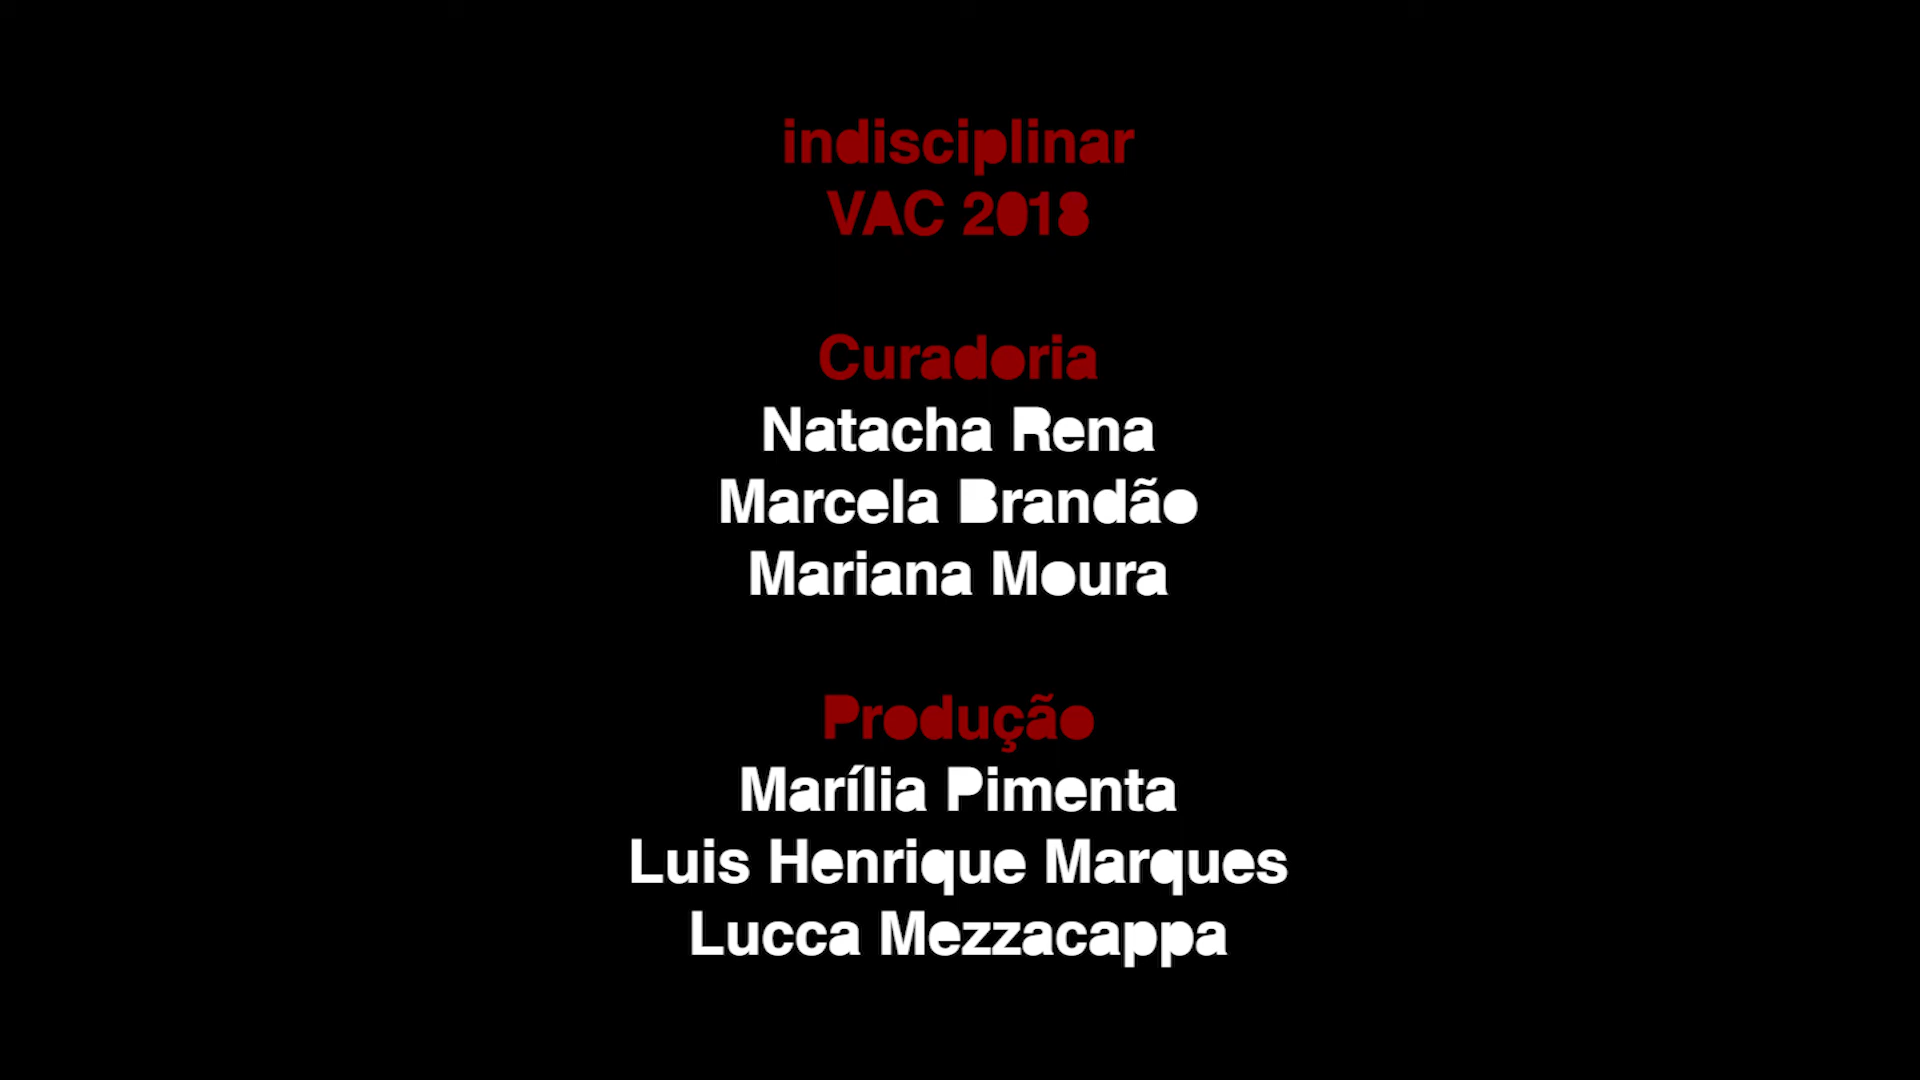 indisciplinar
VAC 2018
Curadoria
Natacha Rena
Marcela Brandão
Mariana Moura
Produção
Marília Pimenta
Luis Henrique Marques
Lucca Mezzacappa